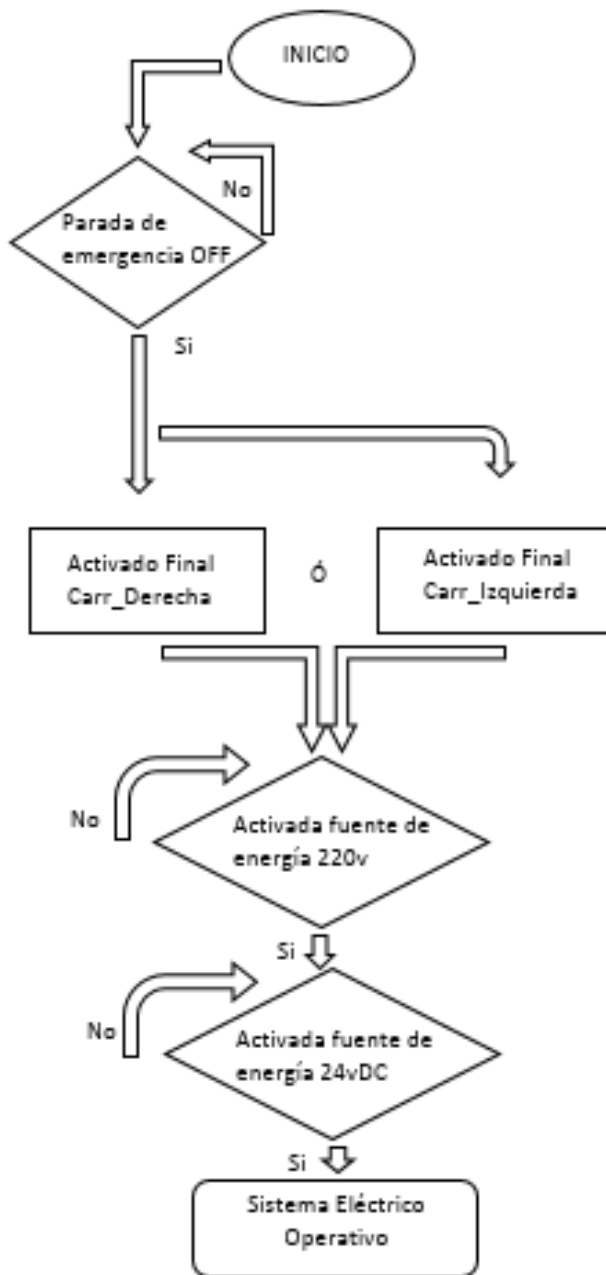 INICIO
No
Parada de
emergencia OFF
Si
Activado Final
Carr_Derecha
Ó
Activado Final
Carr_Izquierda
No
Activada fuente de
energía 220v
Si
No
Activada fuente de
energía 24vDC
Si
Sistema Eléctrico
Operativo